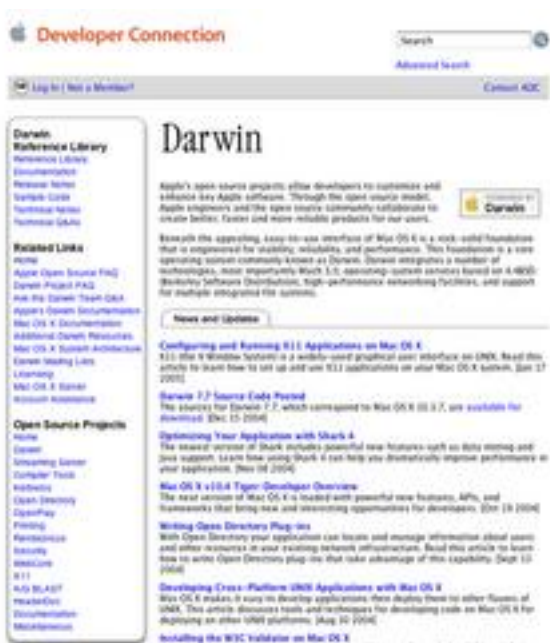 Developer Connection
Search
Advanced Search
Log In | Not a Member?
Contact ADC
Darwin
Reference Library
Reference Library
Documentation
Release Notes
Sample Code
Technical Notes
Technical Q&As
Related Links
Home
Apple Open Source FAQ
Darwin Project FAQ
Ask the Darwin Team Q&A
Apple's Darwin Documentation
Mac OS X Documentation
Additional Darwin Resources
Mac OS X System Architecture
Darwin Mailing Lists
Licensing
Mac OS X Server
Account Assistance
Open Source Projects
Home
Darwin
Streaming Server
Compiler Tools
Kerberos
Open Directory
OpenPlay
Printing
Rendezvous
Security
WebCore
X11
A/G BLAST
HeaderDoc
Documentation
Miscellaneous
Darwin
Apple's open source projects allow developers to customize and
enhance key Apple software. Through the open source model,
Apple engineers and the open source community collaborate to
create better, faster and more reliable products for our users.
POWERED BY
Darwin
Beneath the appealing, easy-to-use interface of Mac OS X is a rock-solid foundation
that is engineered for stability, reliability, and performance. This foundation is a core
operating system commonly known as Darwin. Darwin integrates a number of
technologies, most importantly Mach 3.0, operating-system services based on 4.4BSD
(Berkeley Software Distribution), high-performance networking facilities, and support
for multiple integrated file systems.
News and Updates
Configuring and Running X11 Applications on Mac OS X
X11 (the X Window System) is a widely-used graphical user interface on UNIX. Read this
article to learn how to set up and use X11 applications on your Mac OS X system. [Jan 17
2005]
Darwin 7.7 Source Code Posted
The sources for Darwin 7.7, which correspond to Mac OS X 10.3.7, are available for
download. [Dec 15 2004]
Optimizing Your Application with Shark 4
The newest version of Shark includes powerful new features such as data mining and
Java support. Learn how using Shark 4 can help you dramatically improve performance in
your application. [Nov 08 2004]
Mac OS X v10.4 Tiger: Developer Overview
The next version of Mac OS X is loaded with powerful new features, APIs, and
frameworks that bring new and interesting opportunities for developers. [Oct 2004]
Writing Open Directory Plug-ins
With Open Directory your application can locate and manage information about users
and other resources in your existing network infrastructure. Read this article to learn
how to write Open Directory plug-ins that take advantage of this capability. [Sept 13
2004]
Developing Cross-Platform UNIX Applications with Mac OS X
Mac OS X makes it easy to develop applications, then deploy them to other flavors of
UNIX. This article discusses tools and techniques for developing code on Mac OS X for
deploying on other UNIX platforms. [Aug 30 2004]
Installing the W3C Validator on Mac OS X